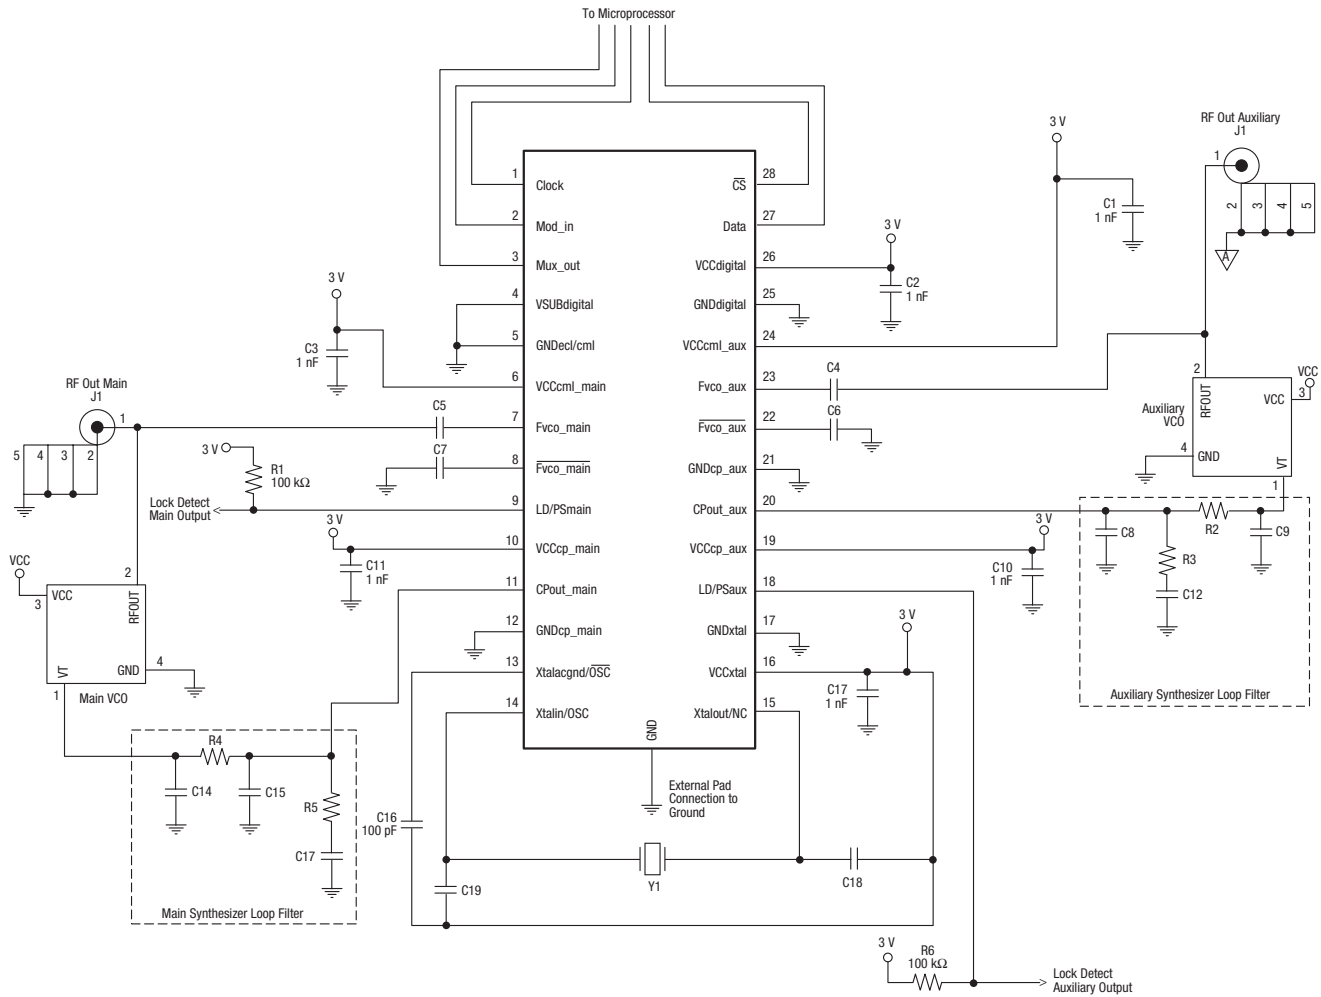 To Microprocessor
1
Clock
2
Mod_in
3
Mux_out
4
VSUBdigital
5
GNDecl/cml
6
VCCcml_main
7
Fvco_main
8
Fvco_main
9
LD/PSmain
10
VCCcp_main
11
CPout_main
12
GNDcp_main
13
Xtalacgnd/OSC
14
Xtalin/OSC
28
CS
27
Data
26
VCCdigital
25
GNDdigital
24
VCCcml_aux
23
Fvco_aux
22
Fvco_aux
21
GNDcp_aux
20
CPout_aux
19
VCCcp_aux
18
LD/PSaux
17
GNDxtal
16
VCCxtal
15
Xtalout/NC
GND
External Pad
Connection to
Ground
3 V
C3
1 nF
RF Out Main
J1
1
5
4
3
2
C5
C7
3 V
R1
100 kΩ
Lock Detect
Main Output
3 V
C11
1 nF
VCC
3
VCC
2
RFOUT
VT
GND
4
1
Main VCO
R4
C14
C15
R5
C17
Main Synthesizer Loop Filter
C16
100 pF
C19
Y1
C18
3 V
C17
1 nF
3 V
R6
100 kΩ
Lock Detect
Auxiliary Output
3 V
C2
1 nF
3 V
C1
1 nF
RF Out Auxiliary
J1
1
2
3
4
5
A
C4
C6
2
RFOUT
VCC
VCC
3
Auxiliary
VCO
4
GND
VT
1
C8
R2
C9
R3
C12
Auxiliary Synthesizer Loop Filter
3 V
C10
1 nF